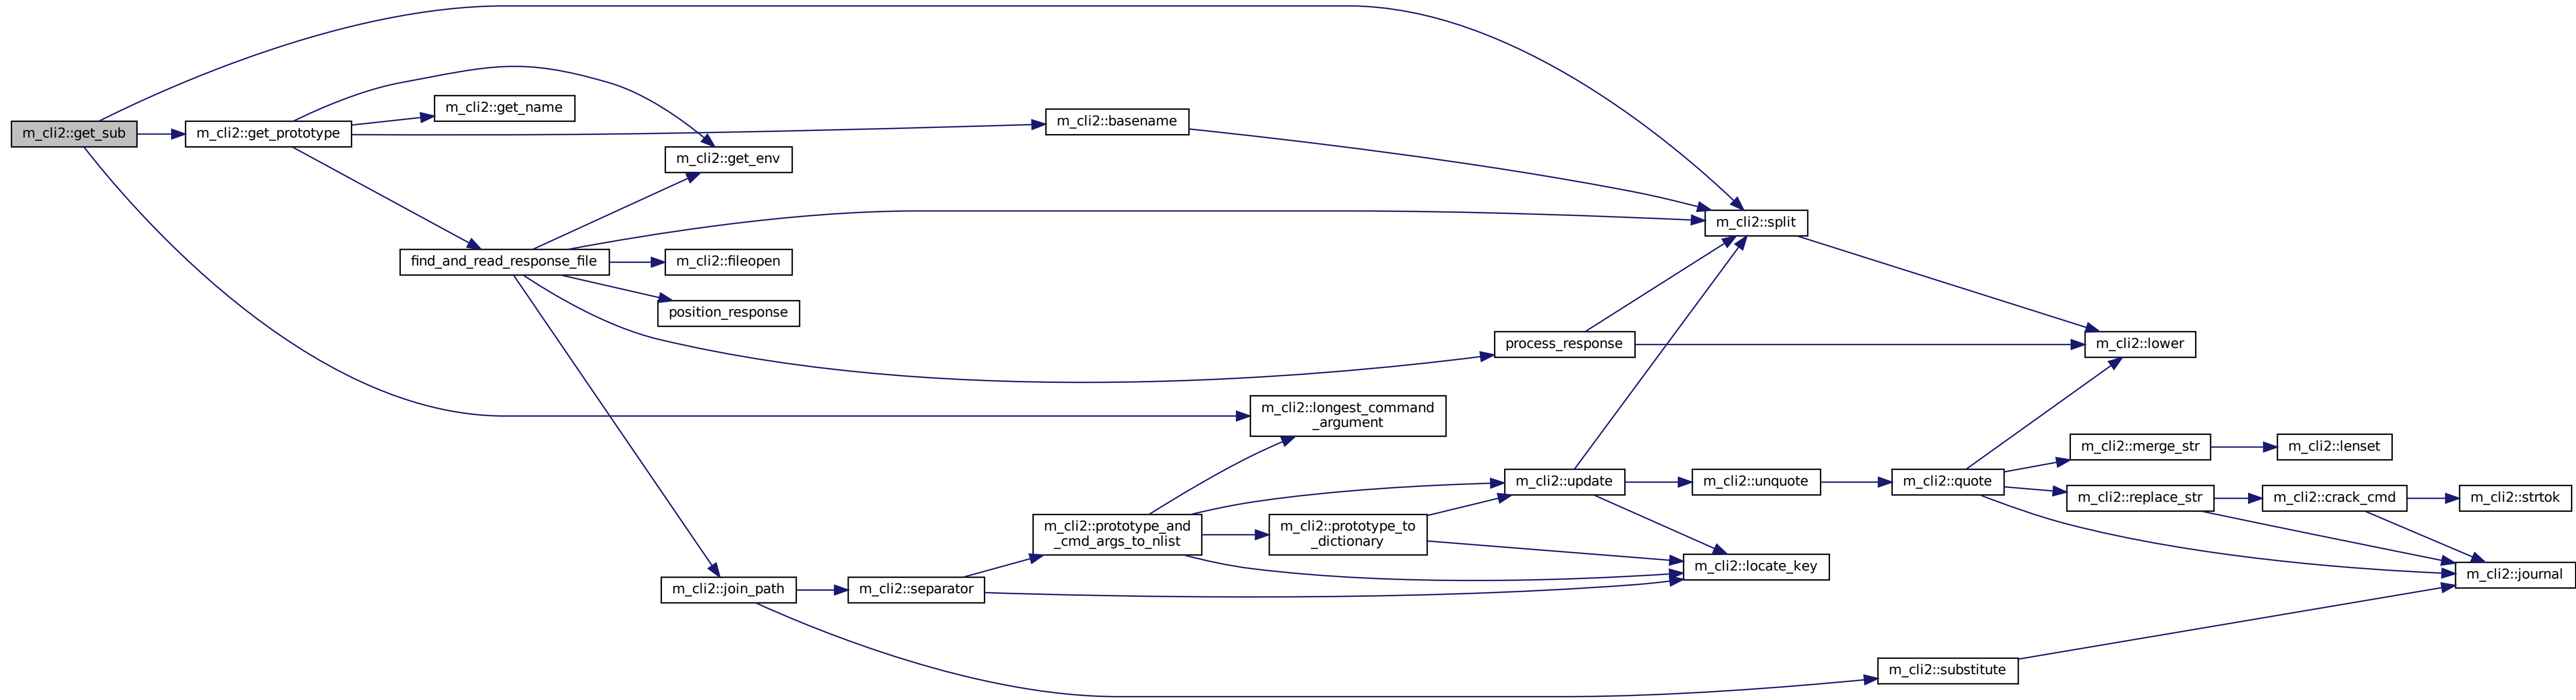 m_cli2::get_sub
m_cli2::get_prototype
m_cli2::get_name
m_cli2::get_env
find_and_read_response_file
m_cli2::fileopen
position_response
m_cli2::join_path
m_cli2::separator
m_cli2::basename
m_cli2::prototype_and
_cmd_args_to_nlist
m_cli2::longest_command
_argument
m_cli2::prototype_to
_dictionary
process_response
m_cli2::update
m_cli2::split
m_cli2::unquote
m_cli2::locate_key
m_cli2::quote
m_cli2::substitute
m_cli2::lower
m_cli2::merge_str
m_cli2::replace_str
m_cli2::lenset
m_cli2::crack_cmd
m_cli2::strtok
m_cli2::journal